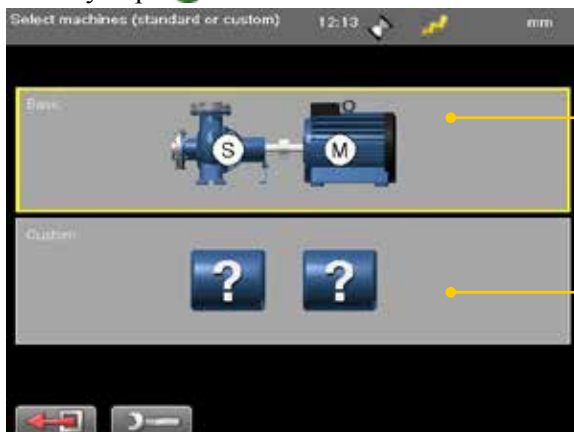 Select machines (standard or custom) 12:13 mm
Basic
S M
Custom
? ?